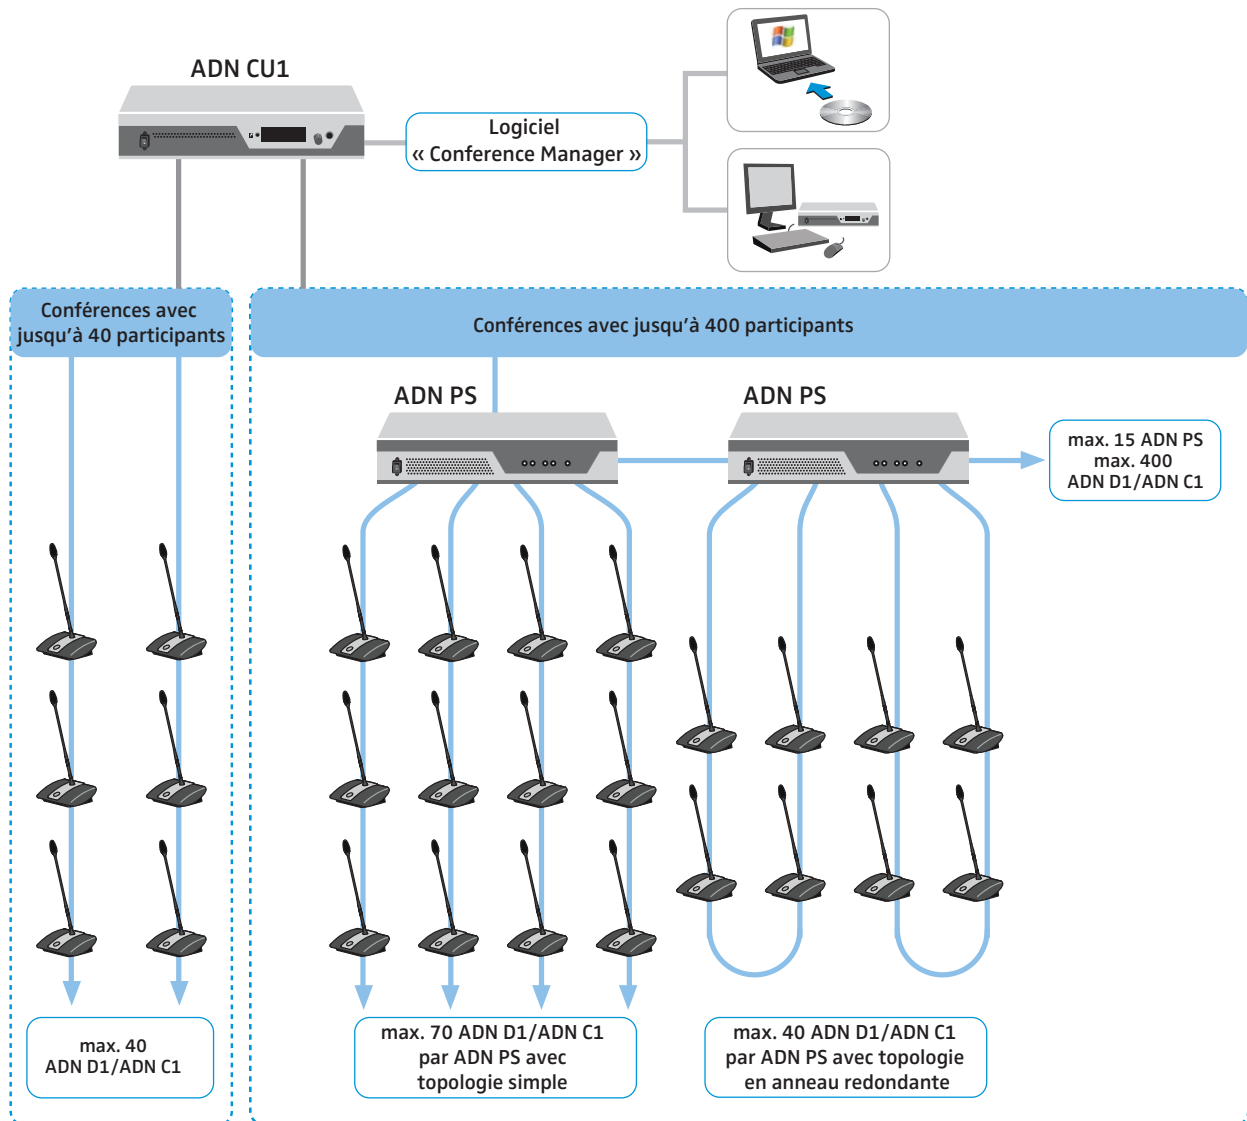 ADN CU1
Logiciel
« Conference Manager »
Conférences avec
jusqu'à 40 participants
Conférences avec jusqu'à 400 participants
ADN PS
ADN PS
max. 15 ADN PS
max. 400
ADN D1/ADN C1
max. 40
ADN D1/ADN C1
max. 70 ADN D1/ADN C1
par ADN PS avec
topologie simple
max. 40 ADN D1/ADN C1
par ADN PS avec topologie
en anneau redondante